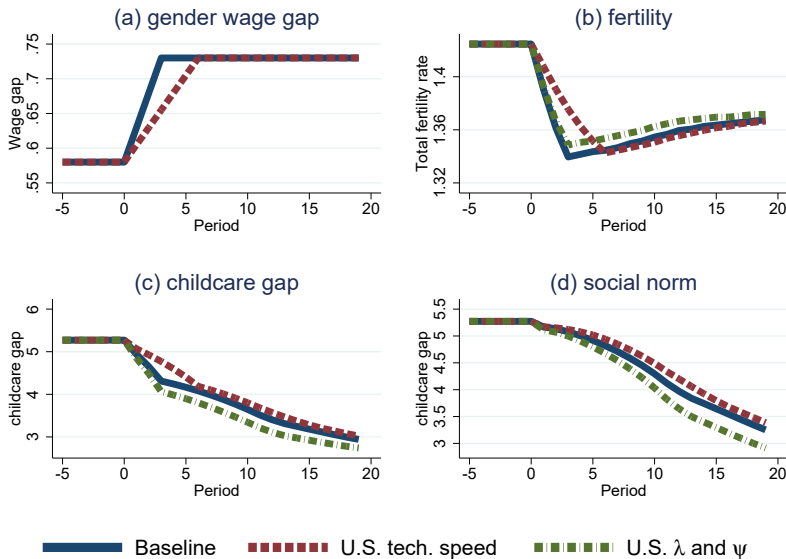 (a) gender wage gap
Wage gap
.75
.7
.65
.6
.55
-5 0 5 10 15 20
Period
(b) fertility
Total fertility rate
1.4
1.36
1.32
-5 0 5 10 15 20
Period
(c) childcare gap
childcare gap
6
5
4
3
-5 0 5 10 15 20
Period
(d) social norm
childcare gap
5.5
5
4.5
4
3.5
3
-5 0 5 10 15 20
Period
Baseline U.S. tech. speed U.S. λ and ψ